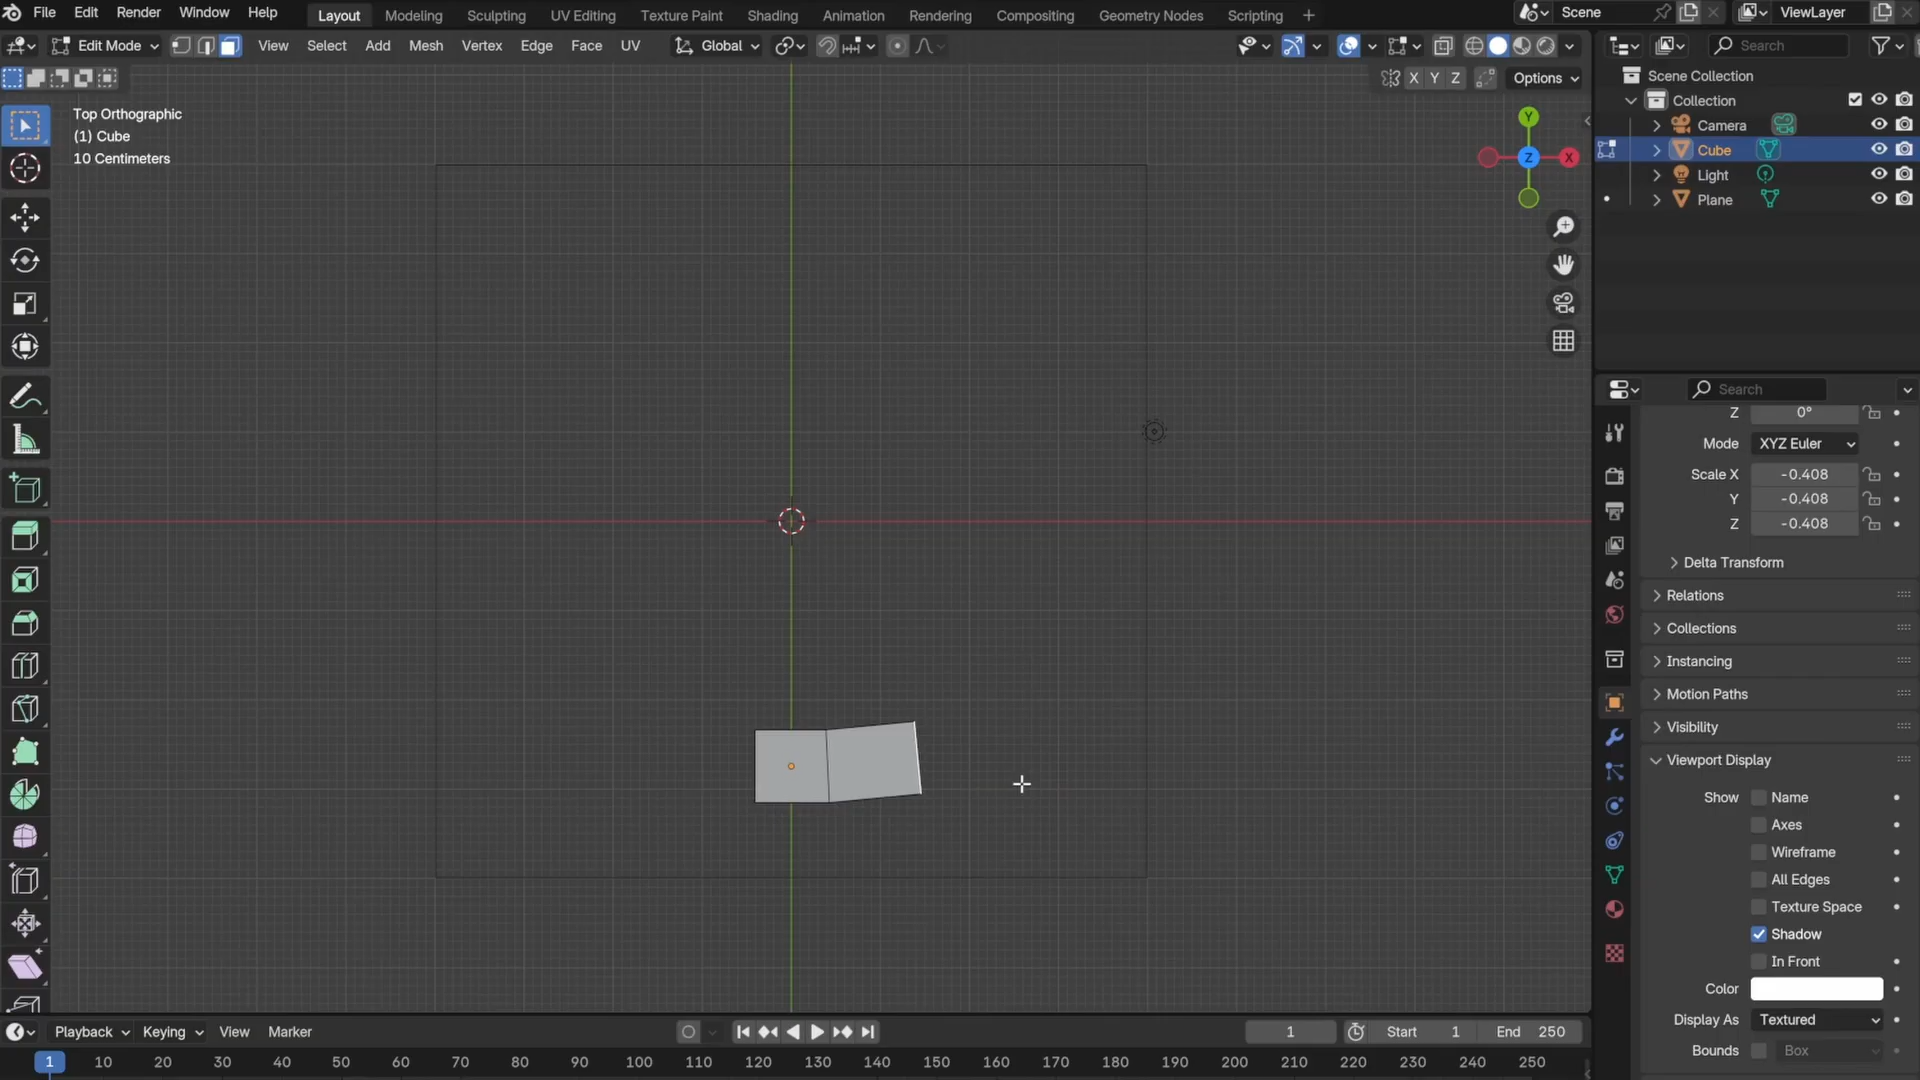 File Edit Render Window Help Layout Modeling Sculpting UV Editing Texture Paint Shading Animation Rendering Compositing Geometry Nodes Scripting + Scene ViewLayer
Edit Mode View Select Add Mesh Vertex Edge Face UV Global Search
X Y Z Options
Top Orthographic
(1) Cube
10 Centimeters
Y
Z X
Scene Collection
Collection
Camera
Cube
Light
Plane
Search
Z 0°
Mode XYZ Euler
Scale X -0.408
Y -0.408
Z -0.408
Delta Transform
Relations
Collections
Instancing
Motion Paths
Visibility
Viewport Display
Show Name
Axes
Wireframe
All Edges
Texture Space
Shadow
In Front
Color
Display As Textured
Bounds Box
Playback Keying View Marker 1 Start 1 End 250
1 10 20 30 40 50 60 70 80 90 100 110 120 130 140 150 160 170 180 190 200 210 220 230 240 250